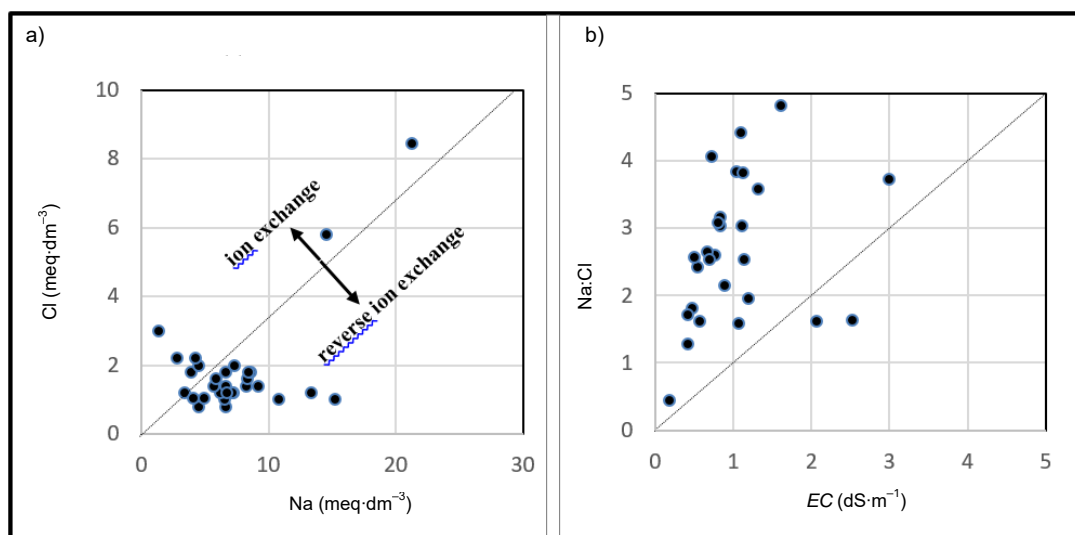 a)
10
8
6
4
2
0
Cl (meq·dm⁻³)
ion exchange
reverse ion exchange
0 10 20 30
Na (meq·dm⁻³)
b)
5
4
3
2
1
0
Na:Cl
0 1 2 3 4 5
EC (dS·m⁻¹)